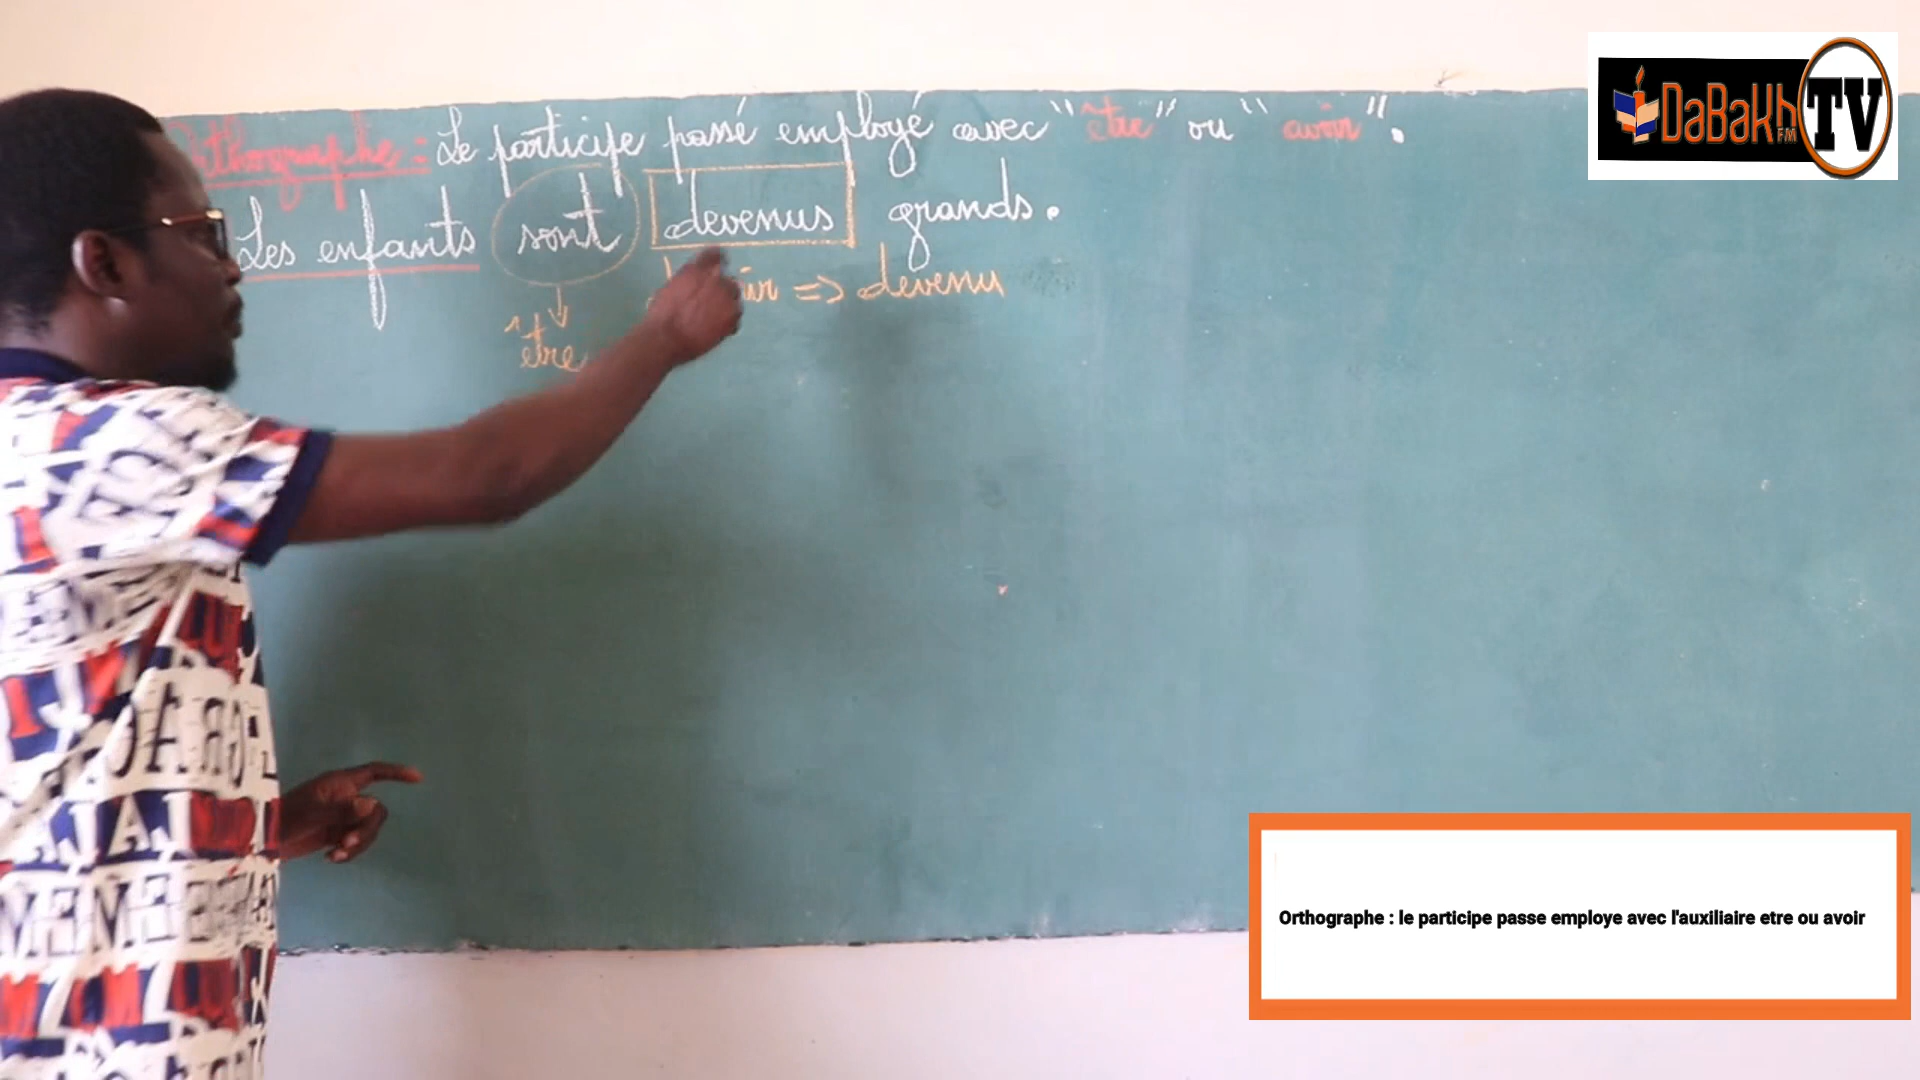 Orthographe : Le participe passé employé avec "être" ou "avoir".
Les enfants sont devenus grands.
=> devenu
être
DaBaKh FM TV
Orthographe : le participe passe employe avec l'auxiliaire etre ou avoir